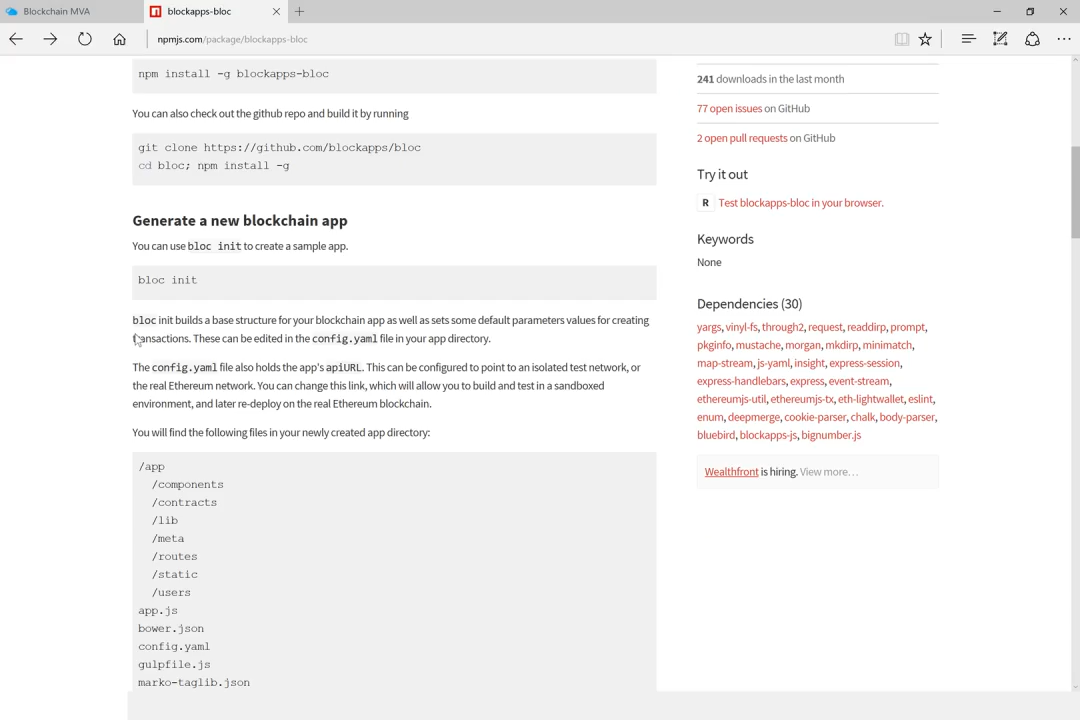 Blockchain MVA
blockapps-bloc
npmjs.com/package/blockapps-bloc
npm install -g blockapps-bloc
You can also check out the github repo and build it by running
git clone https://github.com/blockapps/bloc
cd bloc; npm install -g
Generate a new blockchain app
You can use bloc init to create a sample app.
bloc init
bloc init builds a base structure for your blockchain app as well as sets some default parameters values for creating
transactions. These can be edited in the config.yaml file in your app directory.
The config.yaml file also holds the app's apiURL. This can be configured to point to an isolated test network, or
the real Ethereum network. You can change this link, which will allow you to build and test in a sandboxed
environment, and later re-deploy on the real Ethereum blockchain.
You will find the following files in your newly created app directory:
/app
/components
/contracts
/lib
/meta
/routes
/static
/users
app.js
bower.json
config.yaml
gulpfile.js
marko-taglib.json
241 downloads in the last month
77 open issues on GitHub
2 open pull requests on GitHub
Try it out
R Test blockapps-bloc in your browser.
Keywords
None
Dependencies (30)
yargs, vinyl-fs, through2, request, readdirp, prompt,
pkginfo, mustache, morgan, mkdirp, minimatch,
map-stream, js-yaml, insight, express-session,
express-handlebars, express, event-stream,
ethereumjs-util, ethereumjs-tx, eth-lightwallet, eslint,
enum, deepmerge, cookie-parser, chalk, body-parser,
bluebird, blockapps-js, bignumber.js
Wealthfront is hiring. View more…